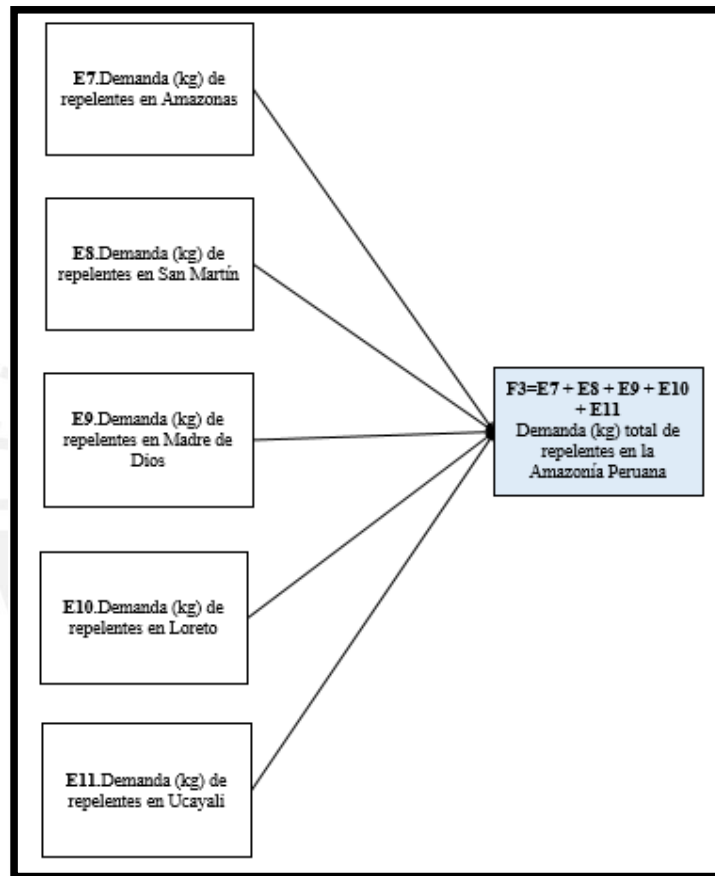 E7.Demanda (kg) de
repelentes en Amazonas
E8.Demanda (kg) de
repelentes en San Martín
E9.Demanda (kg) de
repelentes en Madre de
Dios
E10.Demanda (kg) de
repelentes en Loreto
E11.Demanda (kg) de
repelentes en Ucayali
F3=E7 + E8 + E9 + E10
+ E11
Demanda (kg) total de
repelentes en la
Amazonía Peruana